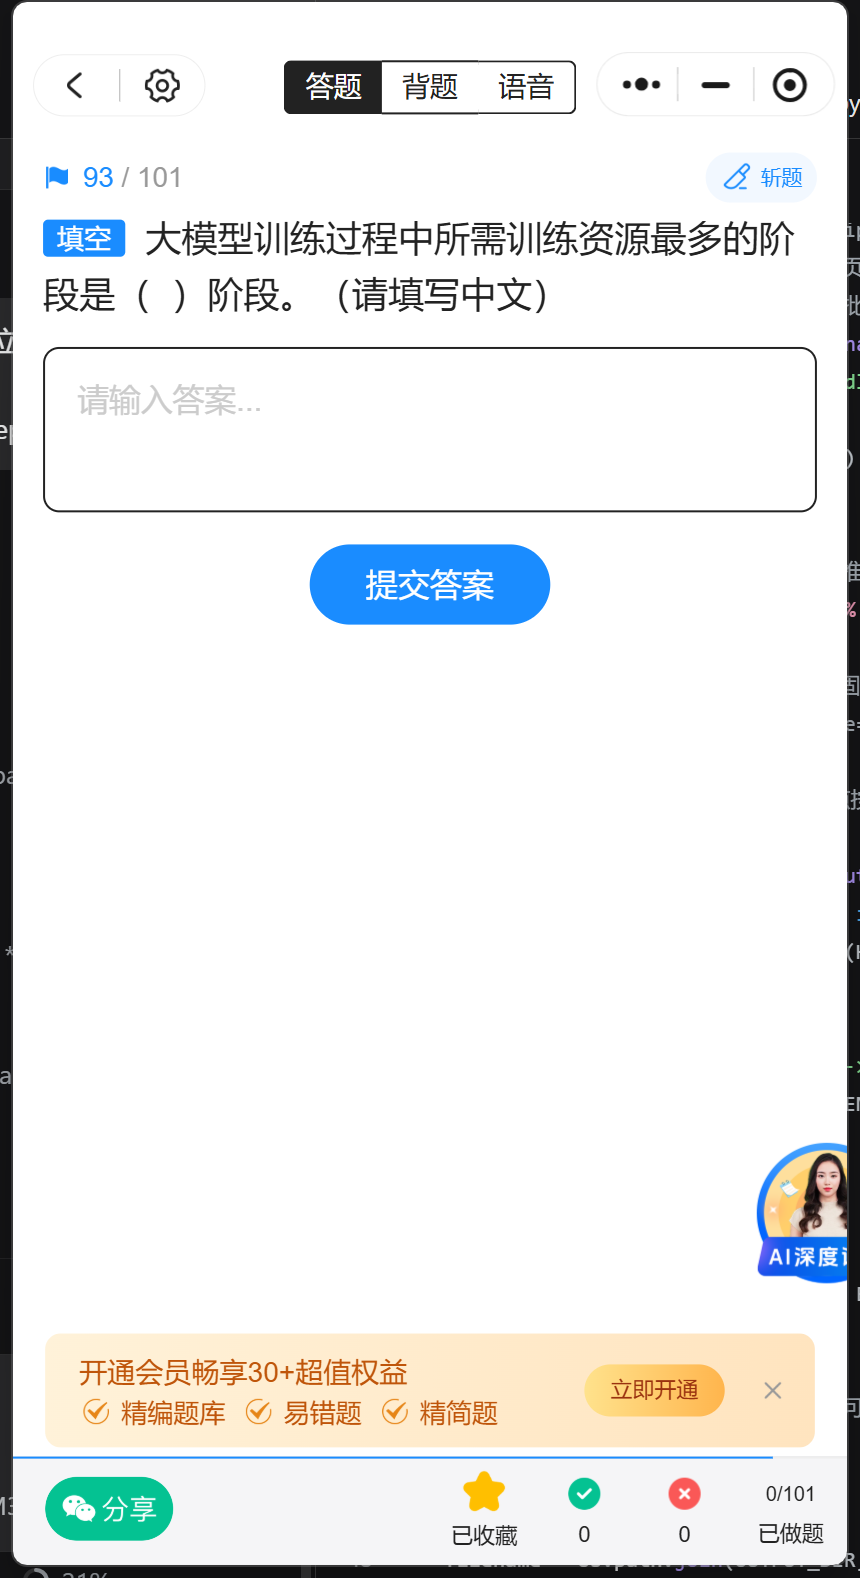 答题 背题 语音
93 / 101
斩题
填空 大模型训练过程中所需训练资源最多的阶
段是（ ）阶段。（请填写中文）
请输入答案...
提交答案
AI深度
开通会员畅享30+超值权益
精编题库 易错题 精简题
立即开通
分享
已收藏
0
0
0/101
已做题